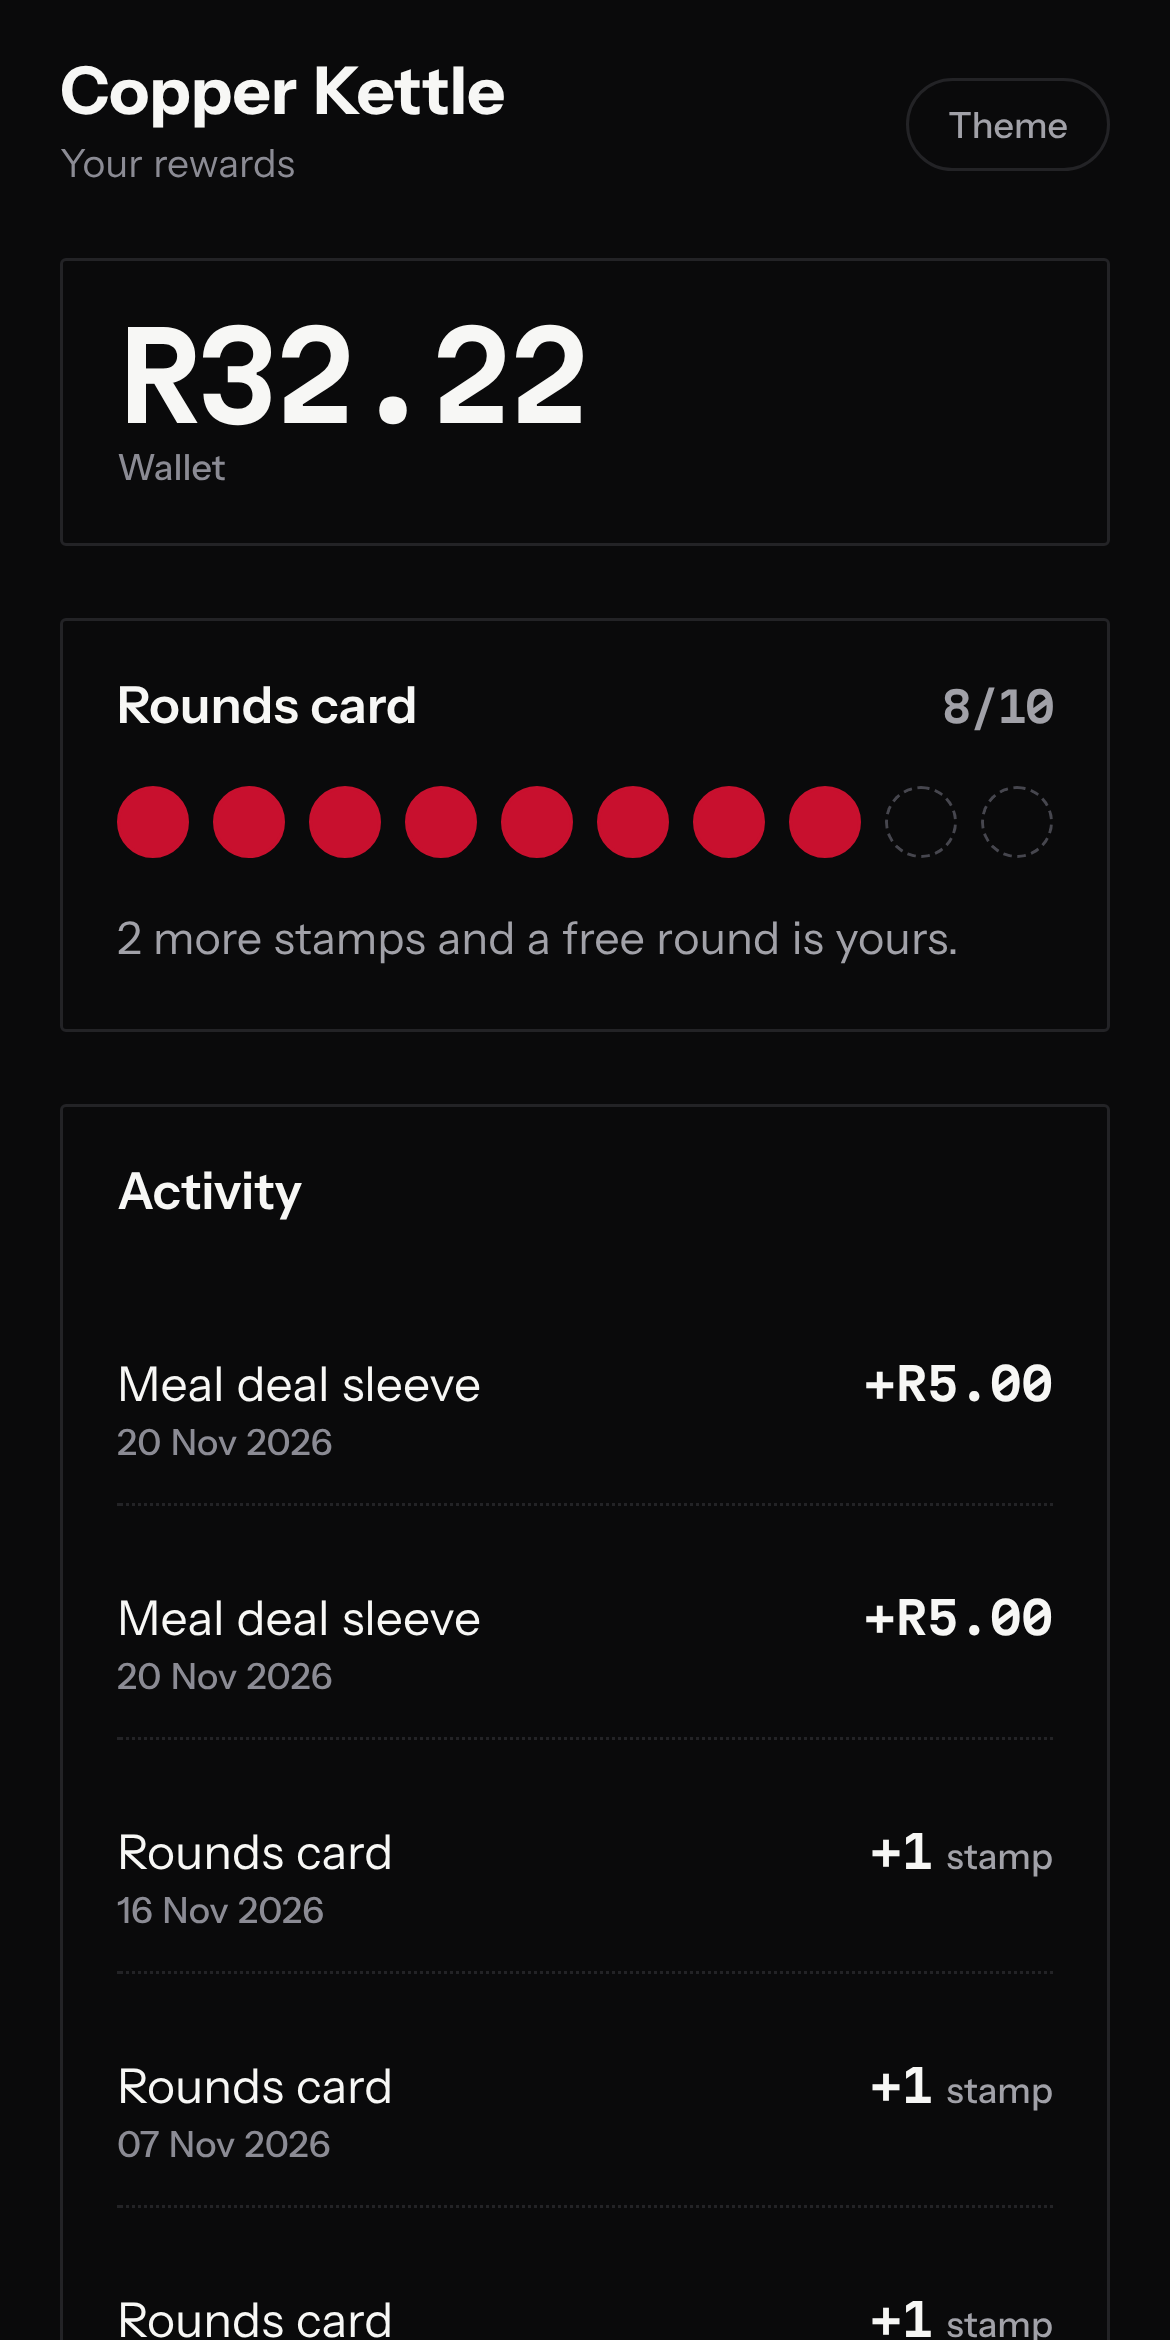 Copper Kettle
Your rewards
Theme
R32.22
Wallet
Rounds card
8/10
2 more stamps and a free round is yours.
Activity
Meal deal sleeve
+R5.00
20 Nov 2026
Meal deal sleeve
+R5.00
20 Nov 2026
Rounds card
+1 stamp
16 Nov 2026
Rounds card
+1 stamp
07 Nov 2026
Rounds card
+1 stamp